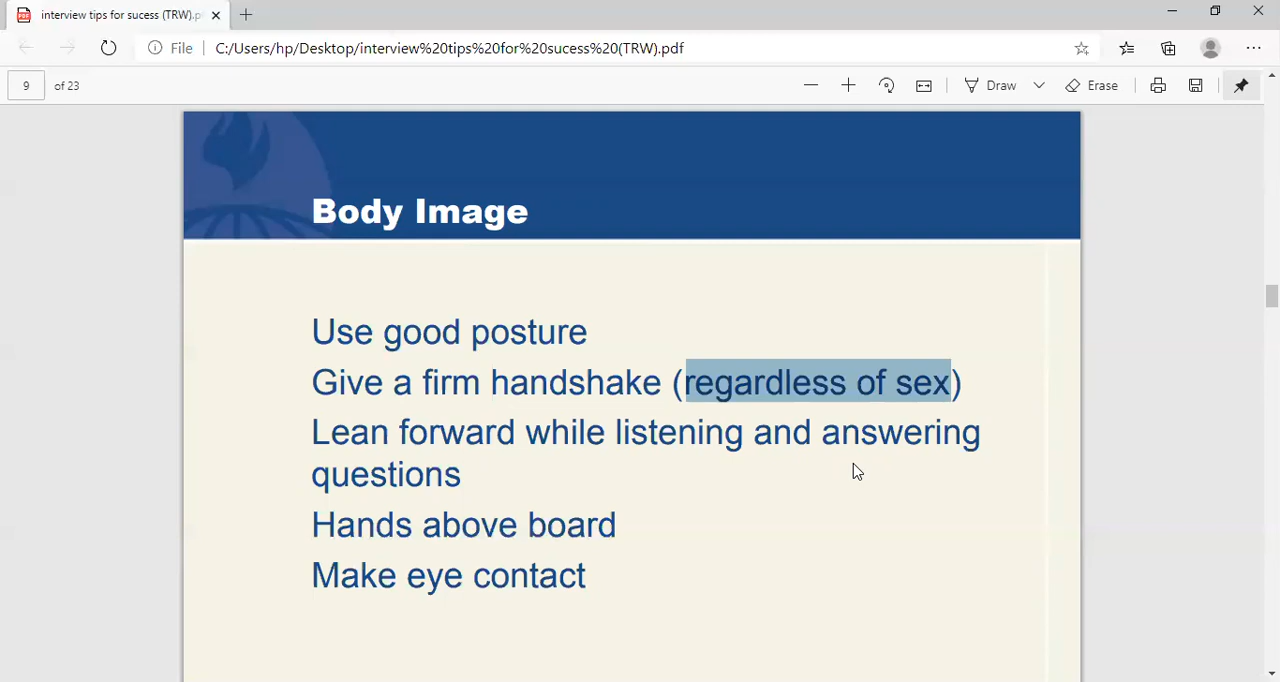 interview tips for sucess (TRW).p
File
C:/Users/hp/Desktop/interview%20tips%20for%20sucess%20(TRW).pdf
9 of 23
Draw
Erase
Body Image
Use good posture
Give a firm handshake (regardless of sex)
Lean forward while listening and answering
questions
Hands above board
Make eye contact